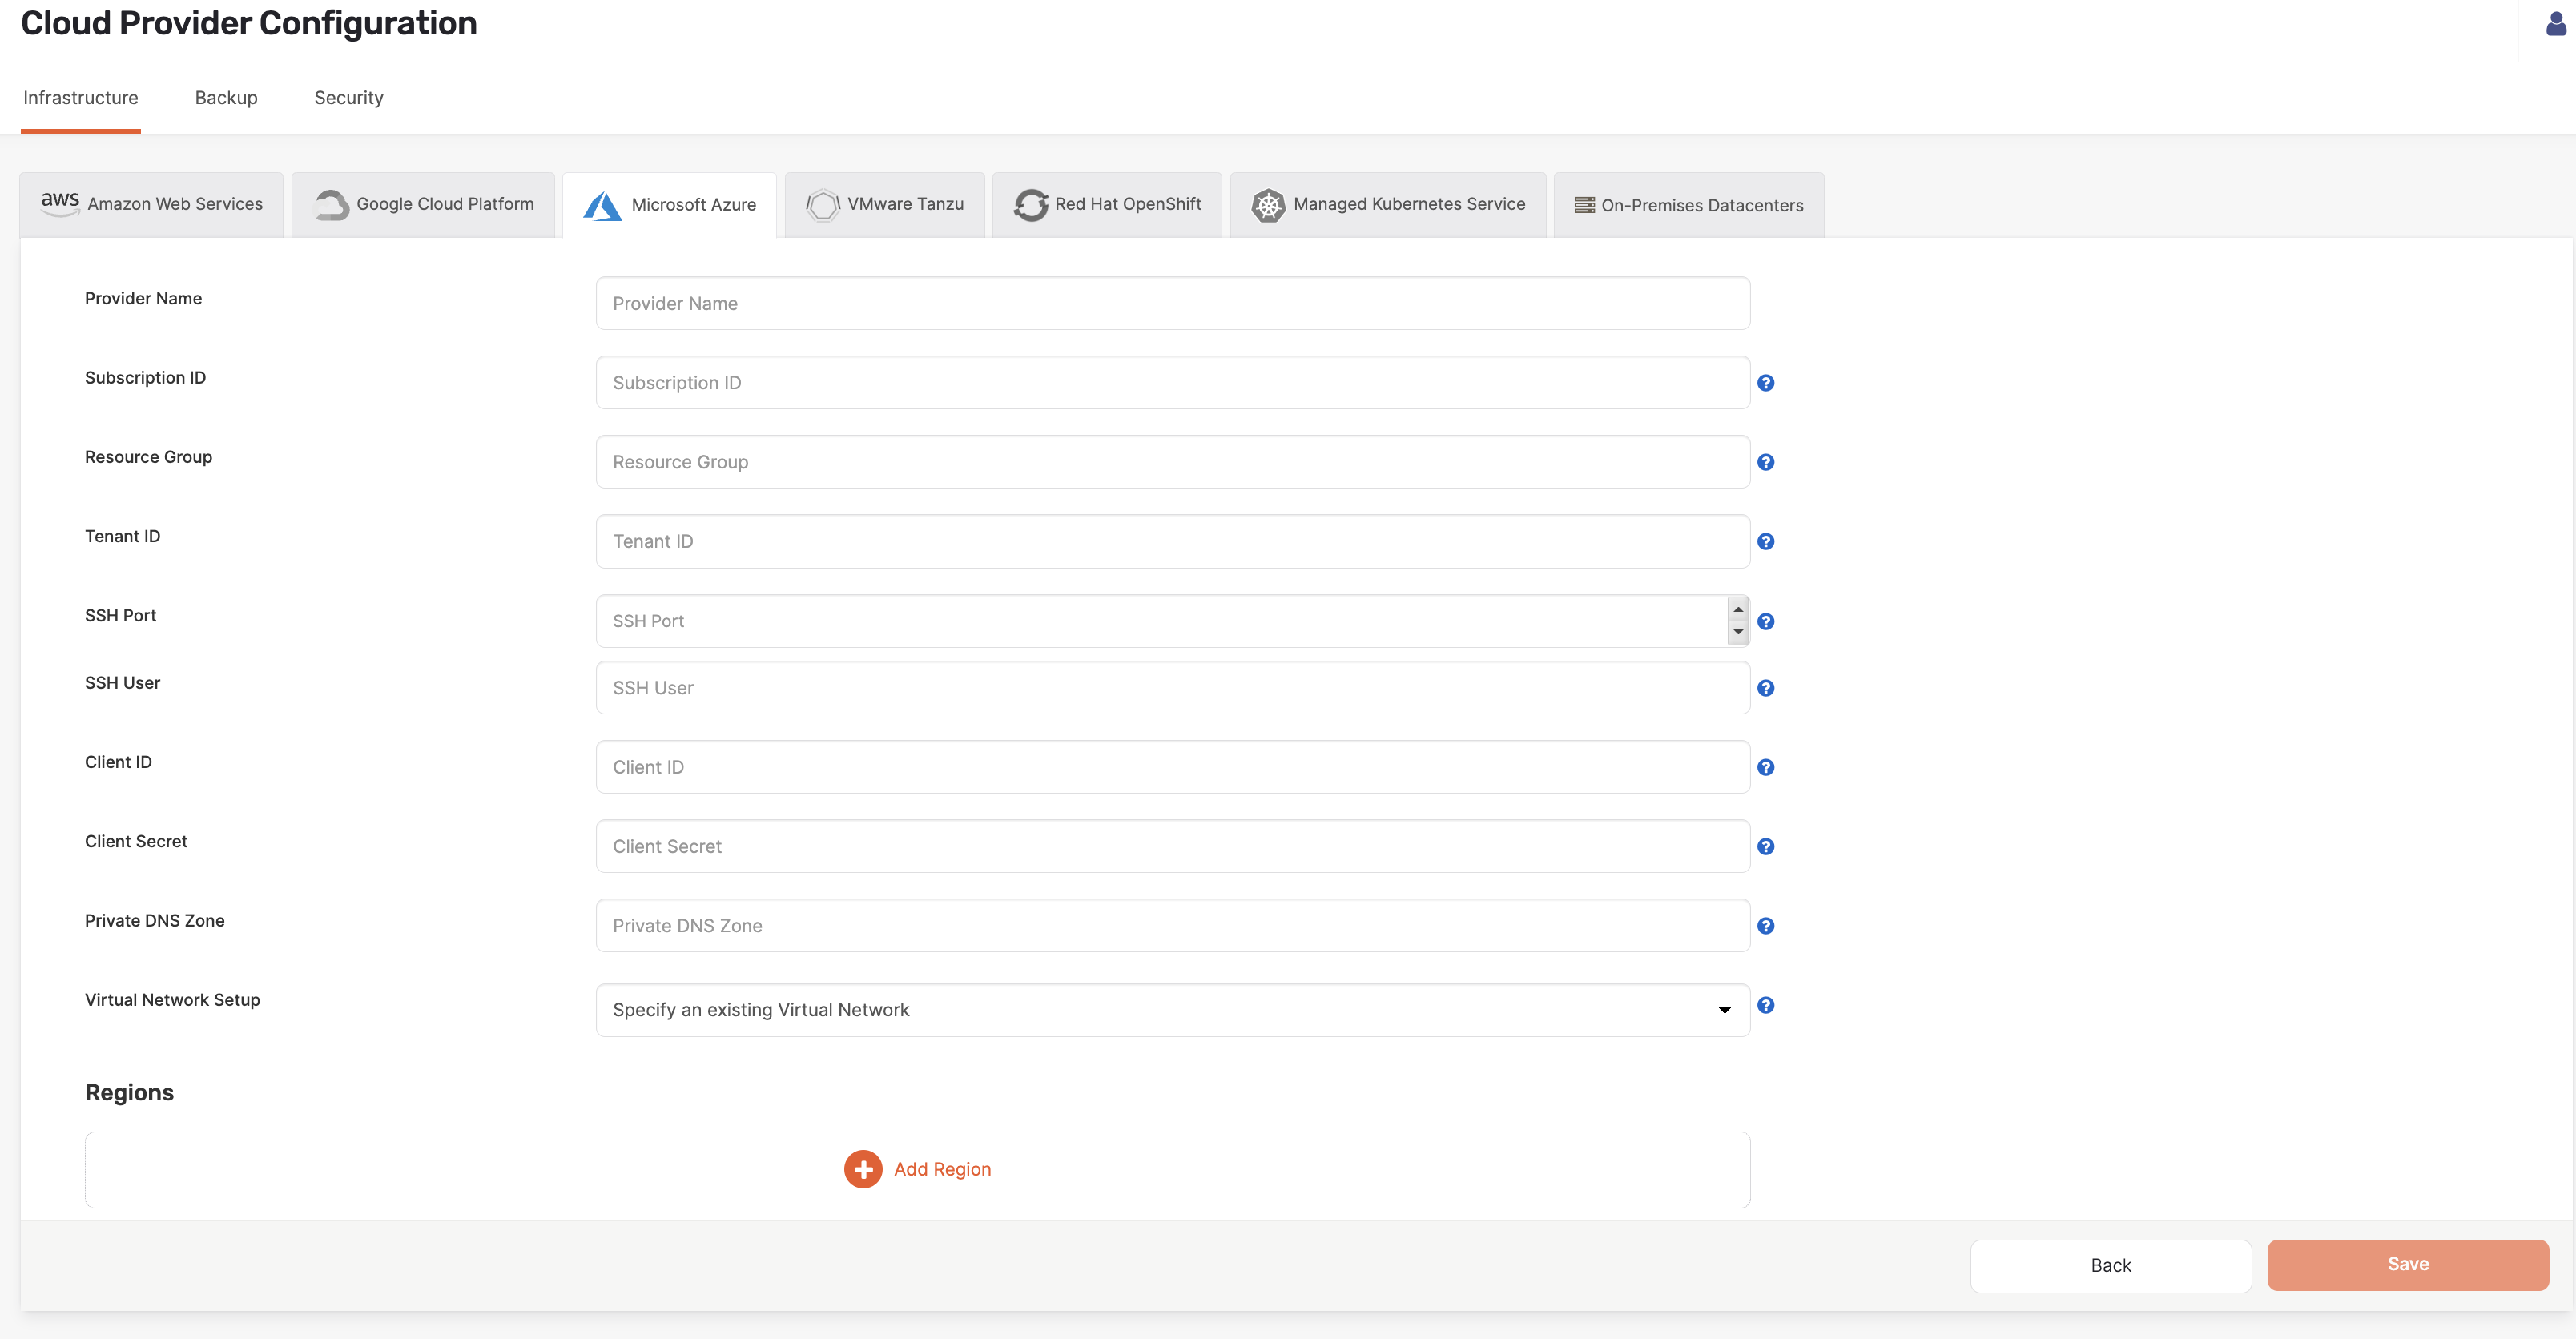 Cloud Provider Configuration
Infrastructure Backup Security
aws Amazon Web Services Google Cloud Platform Microsoft Azure VMware Tanzu Red Hat OpenShift Managed Kubernetes Service On-Premises Datacenters
Provider Name Provider Name
Subscription ID Subscription ID ?
Resource Group Resource Group ?
Tenant ID Tenant ID ?
SSH Port SSH Port ?
SSH User SSH User ?
Client ID Client ID ?
Client Secret Client Secret ?
Private DNS Zone Private DNS Zone ?
Virtual Network Setup Specify an existing Virtual Network ?
Regions
Add Region
Back Save